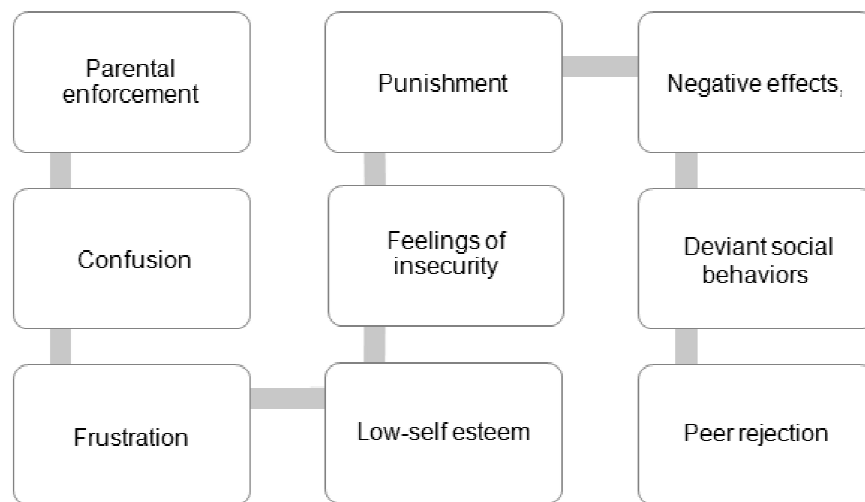 Parental
enforcement
Confusion
Frustration
Low-self esteem
Feelings of
insecurity
Punishment
Negative effects,
Deviant social
behaviors
Peer rejection